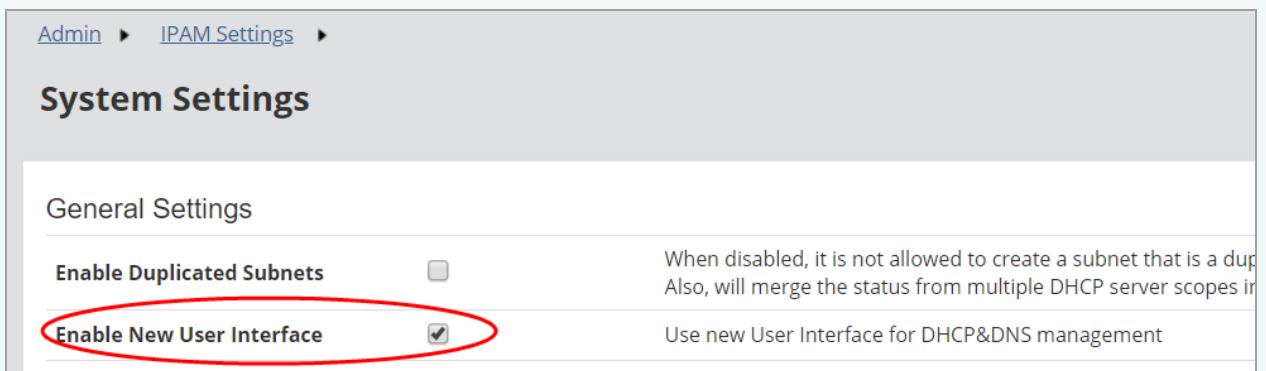 Admin ▶ IPAM Settings ▶
System Settings
General Settings
Enable Duplicated Subnets
When disabled, it is not allowed to create a subnet that is a
Also, will merge the status from multiple DHCP server scopes
Enable New User Interface
Use new User Interface for DHCP&DNS management